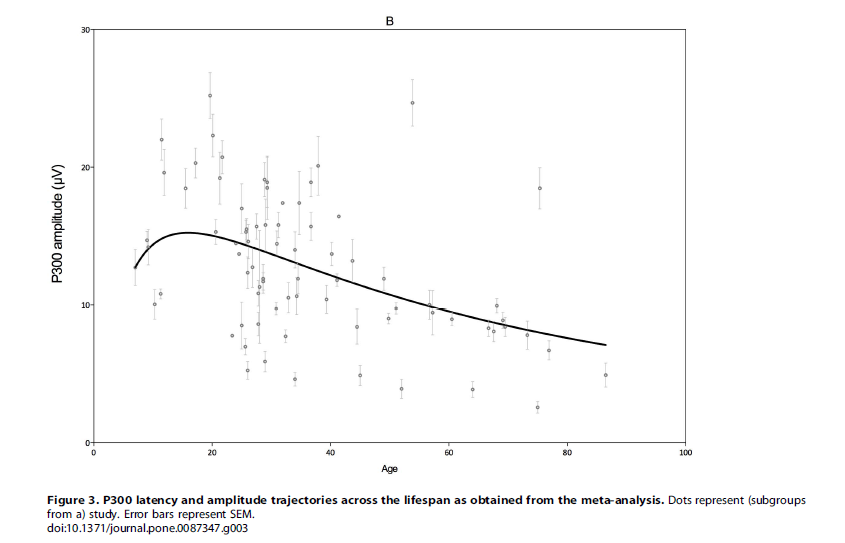 B
30
20
10
0
P300 amplitude (µV)
0 20 40 60 80 100
Age
Figure 3. P300 latency and amplitude trajectories across the lifespan as obtained from the meta-analysis. Dots represent (subgroups
from a) study. Error bars represent SEM.
doi:10.1371/journal.pone.0087347.g003